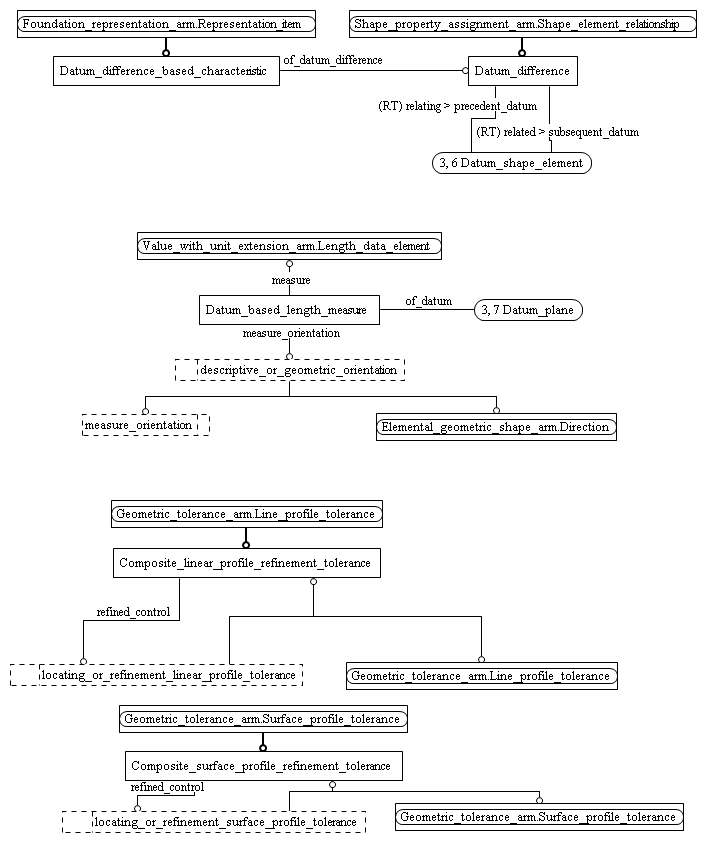 Foundation_representation_arm.Representation_item
Shape_property_assignment_arm.Shape_element_relationship
of_datum_difference
Datum_difference_based_characteristic
Datum_difference
(RT) relating > precedent_datum
(RT) related > subsequent_datum
3, 6 Datum_shape_element
Value_with_unit_extension_arm.Length_data_element
measure
of_datum
Datum_based_length_measure
3, 7 Datum_plane
measure_orientation
descriptive_or_geometric_orientation
measure_orientation
Elemental_geometric_shape_arm.Direction
Geometric_tolerance_arm.Line_profile_tolerance
Composite_linear_profile_refinement_tolerance
refined_control
locating_or_refinement_linear_profile_tolerance
Geometric_tolerance_arm.Line_profile_tolerance
Geometric_tolerance_arm.Surface_profile_tolerance
Composite_surface_profile_refinement_tolerance
refined_control
locating_or_refinement_surface_profile_tolerance
Geometric_tolerance_arm.Surface_profile_tolerance